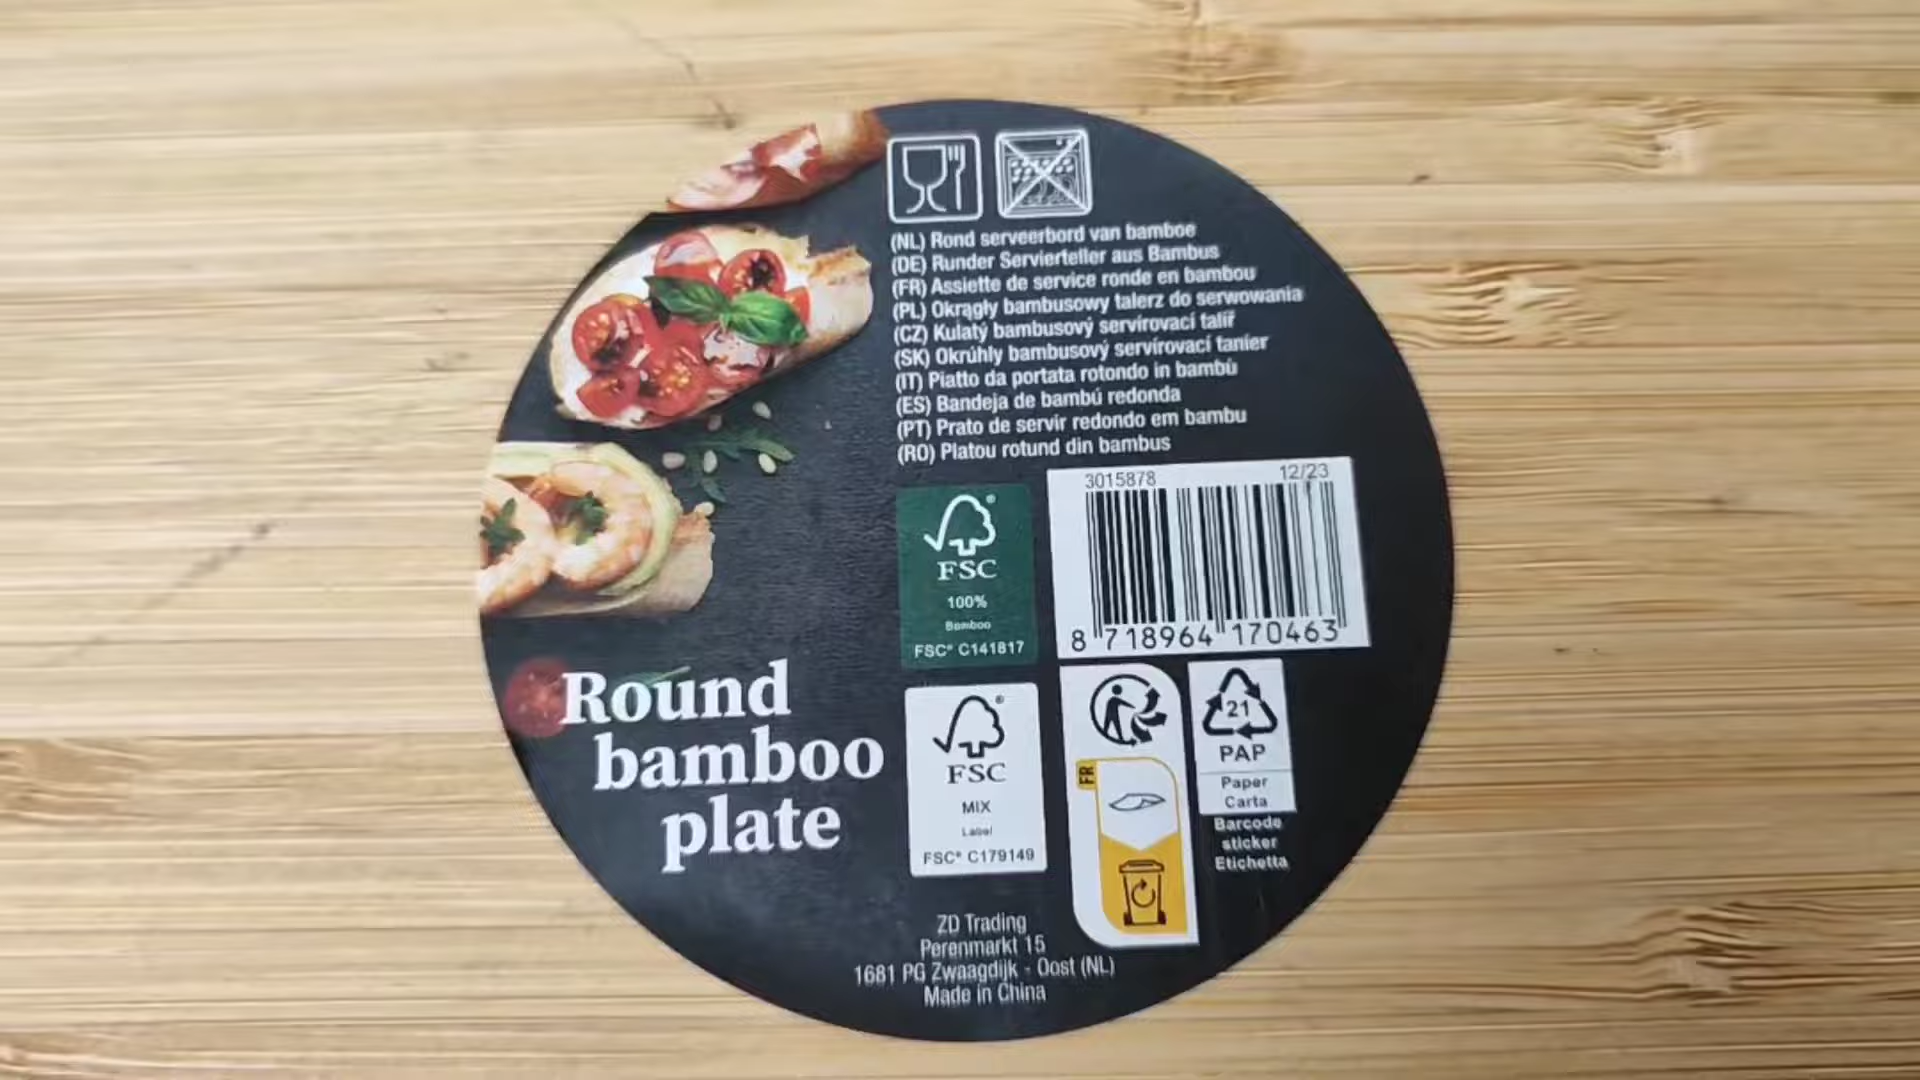 (NL) Rond serveerbord van bamboe
(DE) Runder Servierteller aus Bambus
(FR) Assiette de service ronde en bambou
(PL) Okrągły bambusowy talerz do serwowania
(CZ) Kulatý bambusový servírovací talíř
(SK) Okrúhly bambusový servírovací tanier
(IT) Piatto da portata rotondo in bambù
(ES) Bandeja de bambú redonda
(PT) Prato de servir redondo em bambu
(RO) Platou rotund din bambus
3015878 12/23
8 718964 170463
FSC®
100%
Bamboo
FSC® C141817
Round
bamboo
plate
FSC®
MIX
Label
FSC® C179149
FR
21
PAP
Paper
Carta
Barcode
sticker
Etichetta
ZD Trading
Perenmarkt 15
1681 PG Zwaagdijk - Oost (NL)
Made in China